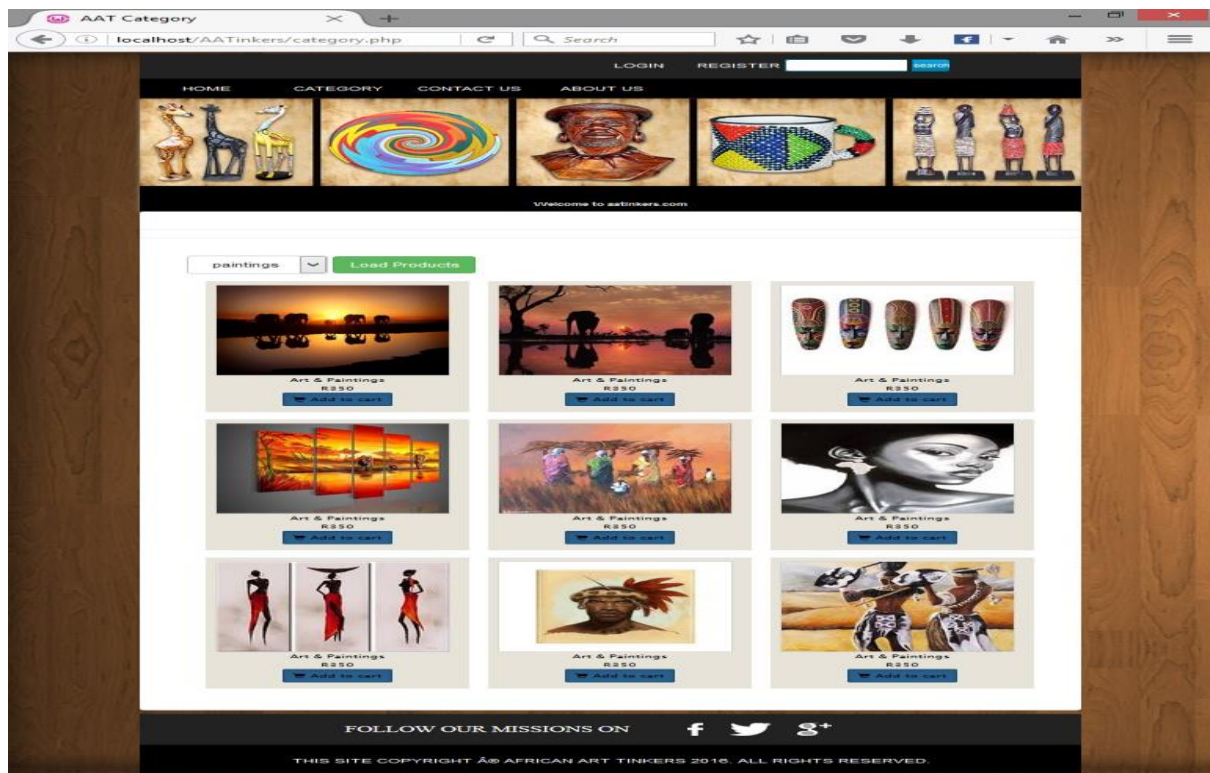 AAT Category
localhost/AATinkers/category.php
Search
LOGIN REGISTER search
HOME CATEGORY CONTACT US ABOUT US
Welcome to aatinkers.com
paintings Load Products
Art & Paintings Art & Paintings Art & Paintings
R350 R350 R350
Add to cart Add to cart Add to cart
Art & Paintings Art & Paintings Art & Paintings
R350 R350 R350
Add to cart Add to cart Add to cart
Art & Paintings Art & Paintings Art & Paintings
R350 R350 R350
Add to cart Add to cart Add to cart
FOLLOW OUR MISSIONS ON f g+
THIS SITE COPYRIGHT Â® AFRICAN ART TINKERS 2016. ALL RIGHTS RESERVED.